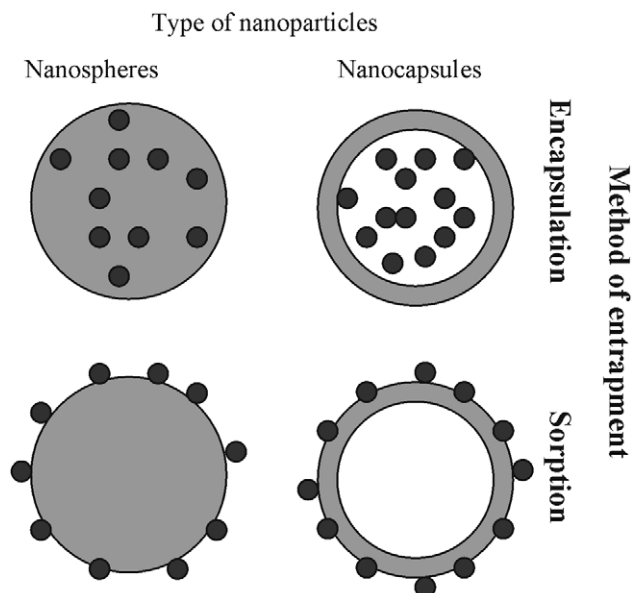 Type of nanoparticles
Nanospheres
Nanocapsules
Encapsulation
Sorption
Method of entrapment